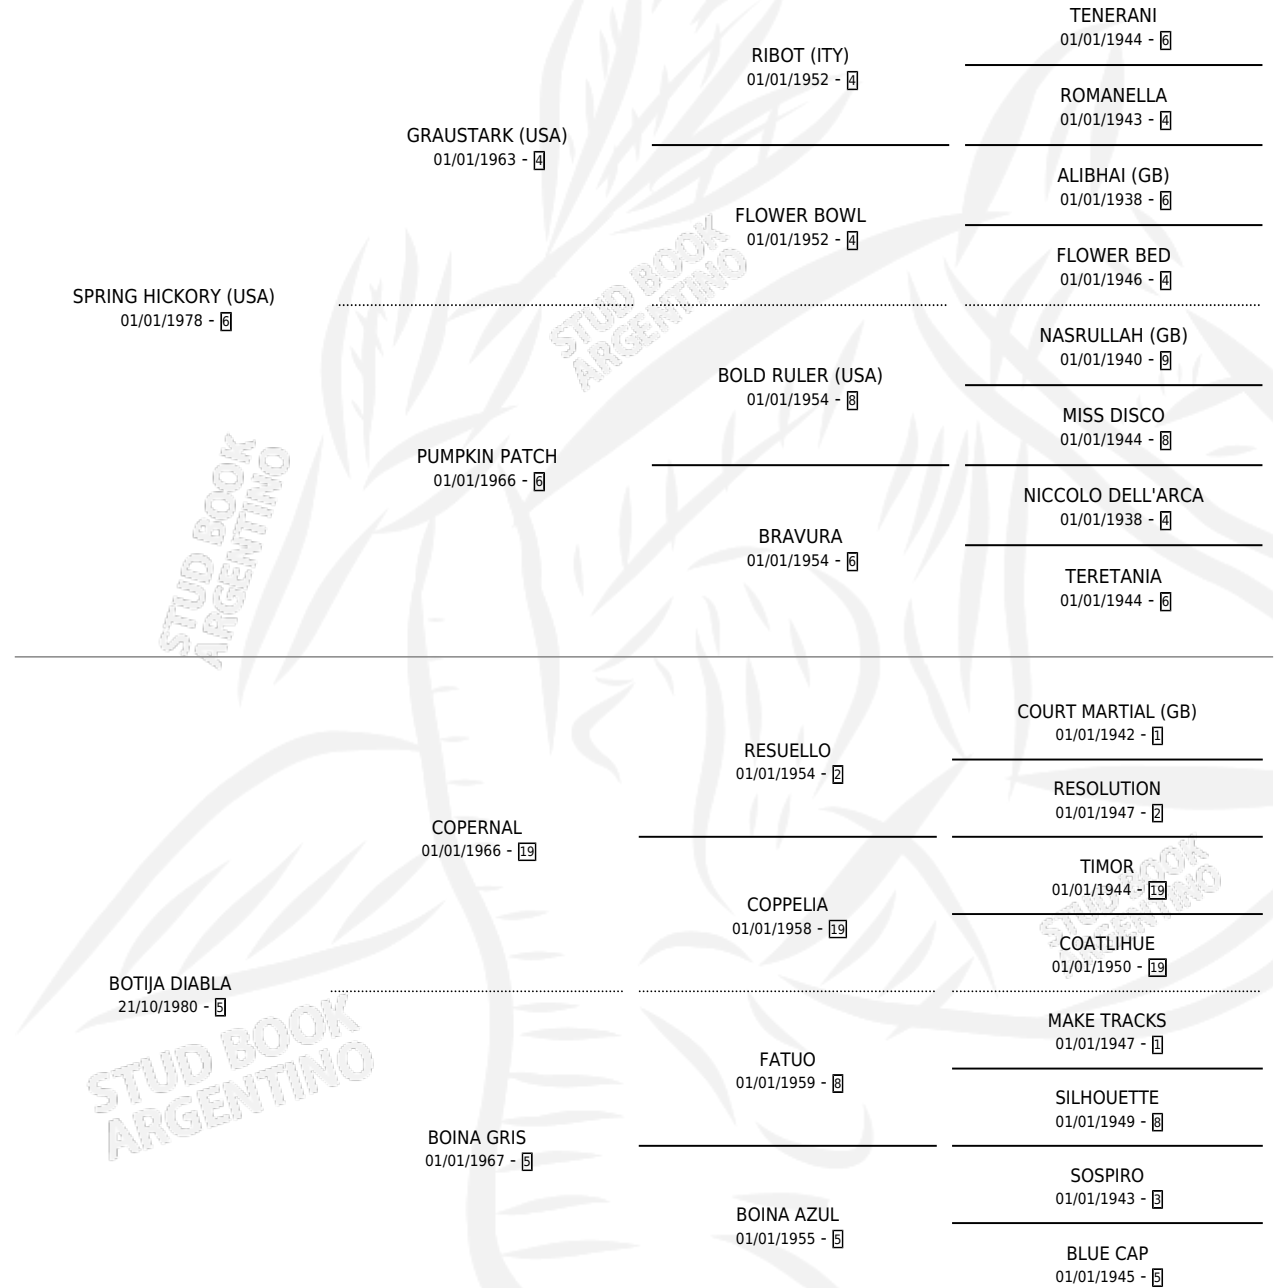 TENERANI
01/01/1944 - 6
RIBOT (ITY)
01/01/1952 - 4
ROMANELLA
01/01/1943 - 4
GRAUSTARK (USA)
01/01/1963 - 4
ALIBHAI (GB)
01/01/1938 - 6
FLOWER BOWL
01/01/1952 - 4
FLOWER BED
01/01/1946 - 4
SPRING HICKORY (USA)
01/01/1978 - 6
STUD BOOK
ARGENTINO
NASRULLAH (GB)
01/01/1940 - 9
BOLD RULER (USA)
01/01/1954 - 8
MISS DISCO
01/01/1944 - 8
PUMPKIN PATCH
01/01/1966 - 6
NICCOLO DELL'ARCA
01/01/1938 - 4
BRAVURA
01/01/1954 - 6
TERETANIA
01/01/1944 - 6
STUD BOOK
ARGENTINO
COURT MARTIAL (GB)
01/01/1942 - 1
RESUELLO
01/01/1954 - 2
RESOLUTION
01/01/1947 - 2
COPERNAL
01/01/1966 - 19
TIMOR
01/01/1944 - 19
COPPELIA
01/01/1958 - 19
COATLIHUE
01/01/1950 - 19
STUD BOOK
ARGENTINO
BOTIJA DIABLA
21/10/1980 - 5
MAKE TRACKS
01/01/1947 - 1
FATUO
01/01/1959 - 8
SILHOUETTE
01/01/1949 - 8
STUD BOOK
ARGENTINO
BOINA GRIS
01/01/1967 - 5
SOSPIRO
01/01/1943 - 3
BOINA AZUL
01/01/1955 - 5
BLUE CAP
01/01/1945 - 5